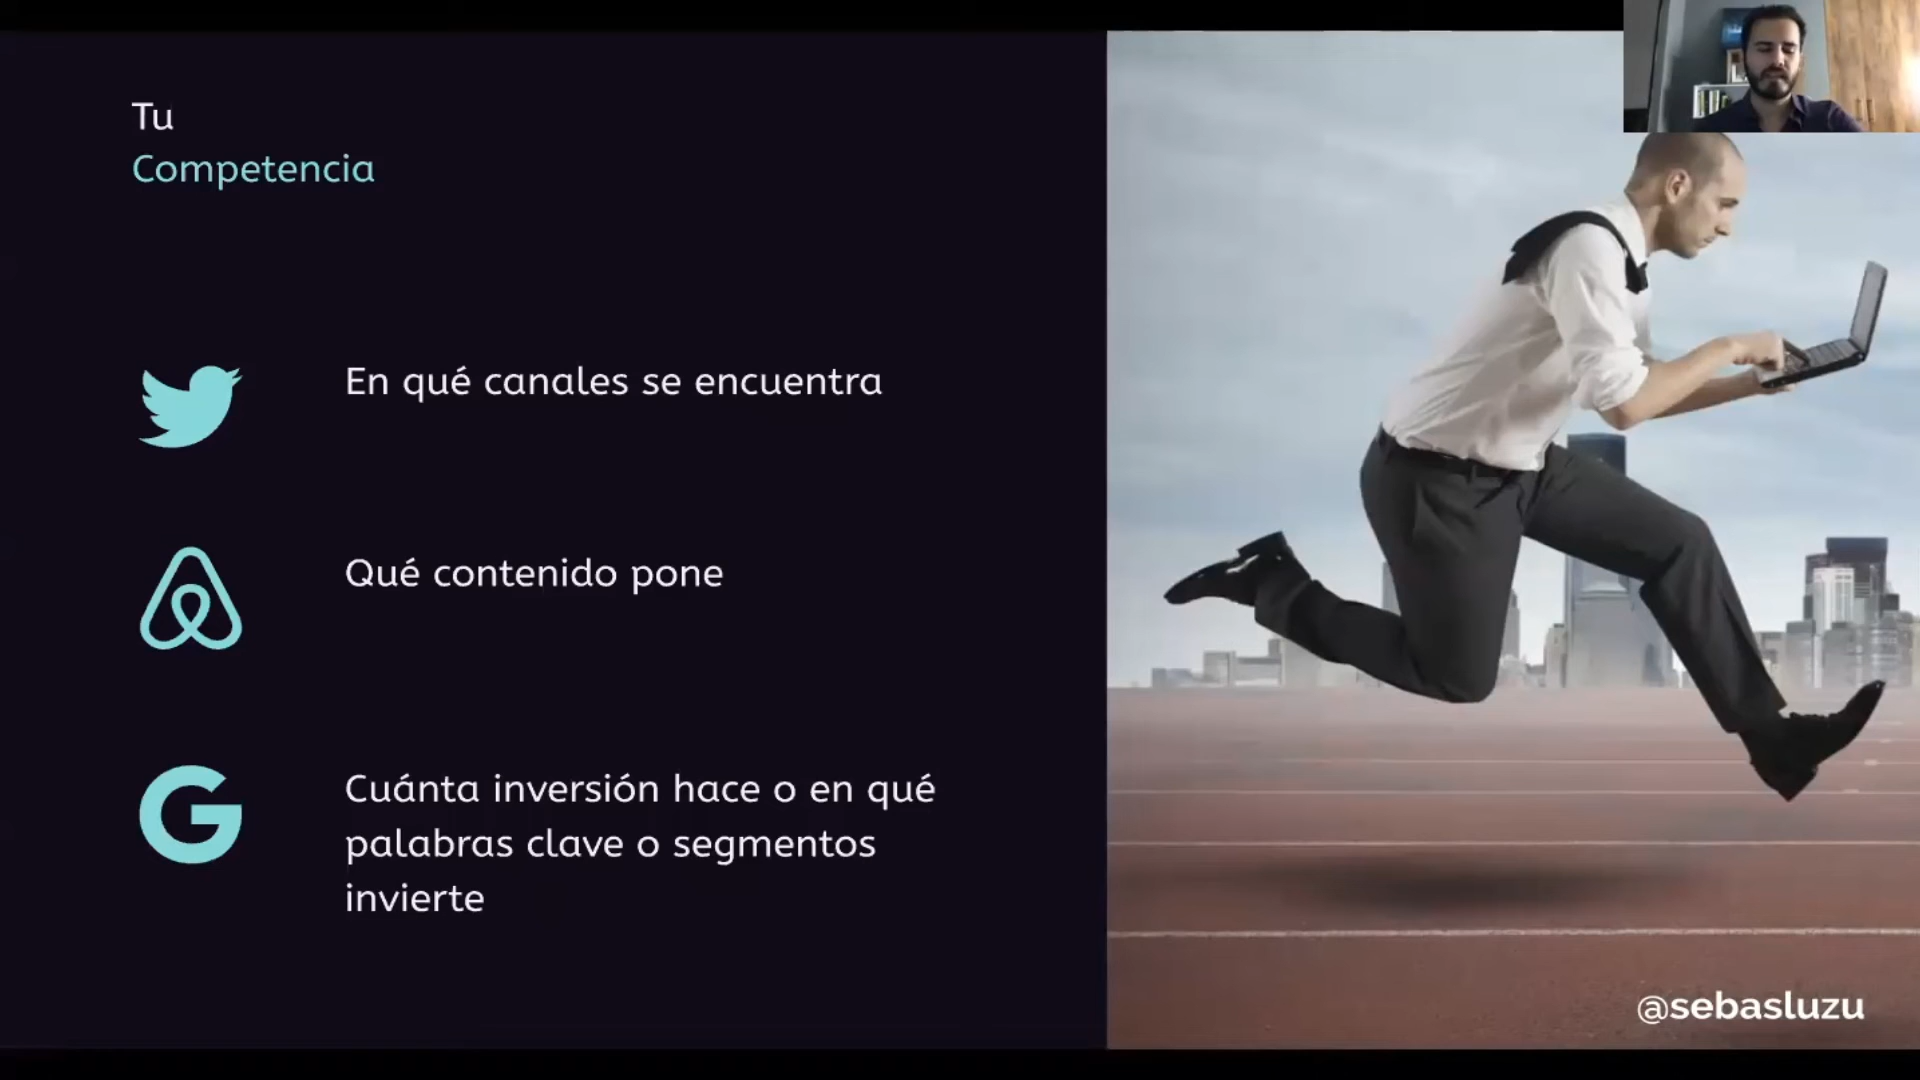 Tu
Competencia
En qué canales se encuentra
Qué contenido pone
Cuánta inversión hace o en qué
palabras clave o segmentos
invierte
@sebasluzu